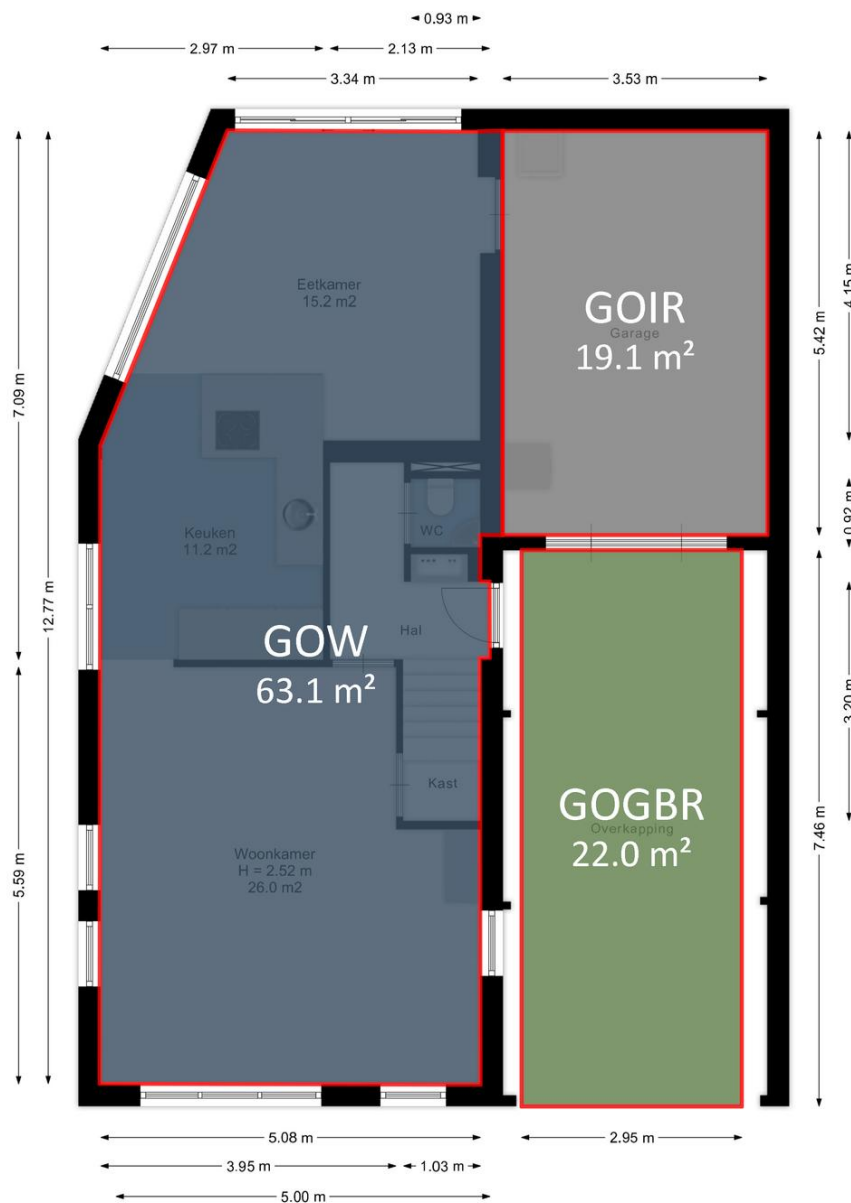 0.93 m
2.97 m
2.13 m
3.34 m
3.53 m
Eetkamer
15.2 m2
GOIR
Garage
19.1 m²
4.15 m
5.42 m
7.09 m
0.92 m
WC
Keuken
11.2 m2
12.77 m
Hal
GOW
63.1 m²
3.20 m
Kast
GOGBR
Overkapping
22.0 m²
7.46 m
Woonkamer
H = 2.52 m
26.0 m2
5.59 m
5.08 m
2.95 m
3.95 m
1.03 m
5.00 m